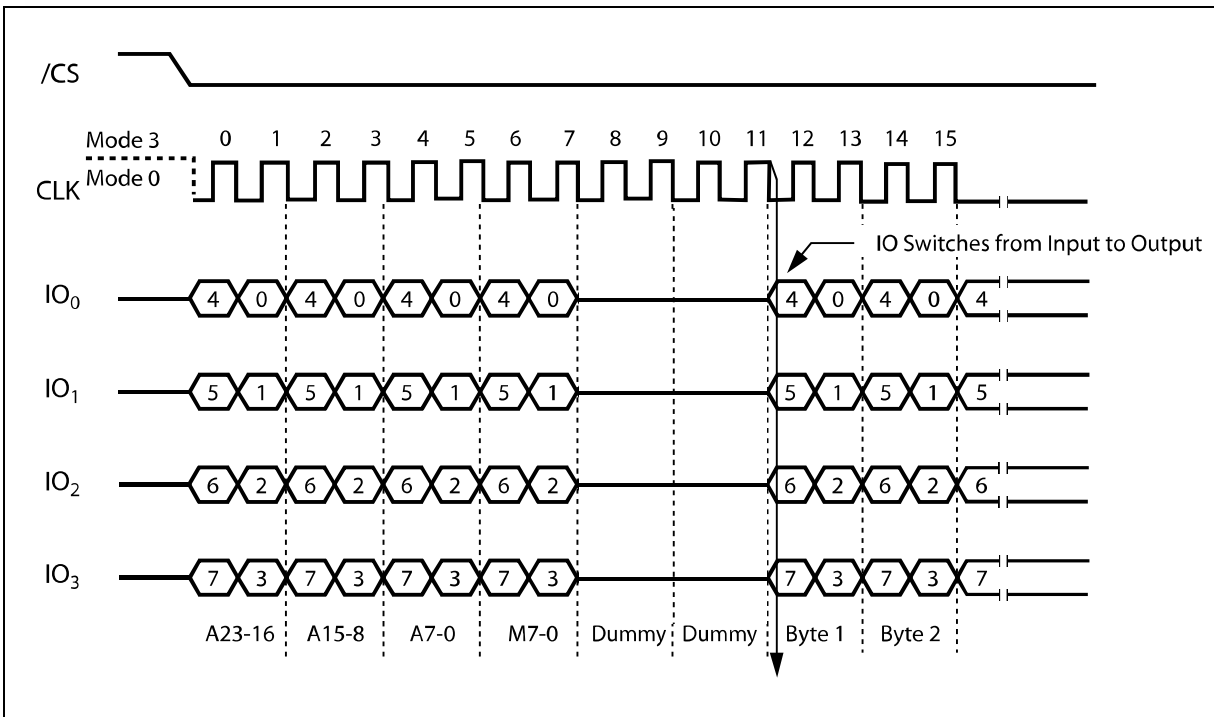 /CS
Mode 3
0 1 2 3 4 5 6 7 8 9 10 11 12 13 14 15
Mode 0
CLK
IO Switches from Input to Output
IO0 4 0 4 0 4 0 4 0 4 0 4 0 4
IO1 5 1 5 1 5 1 5 1 5 1 5 1 5
IO2 6 2 6 2 6 2 6 2 6 2 6 2 6
IO3 7 3 7 3 7 3 7 3 7 3 7 3 7
A23-16 A15-8 A7-0 M7-0 Dummy Dummy Byte 1 Byte 2